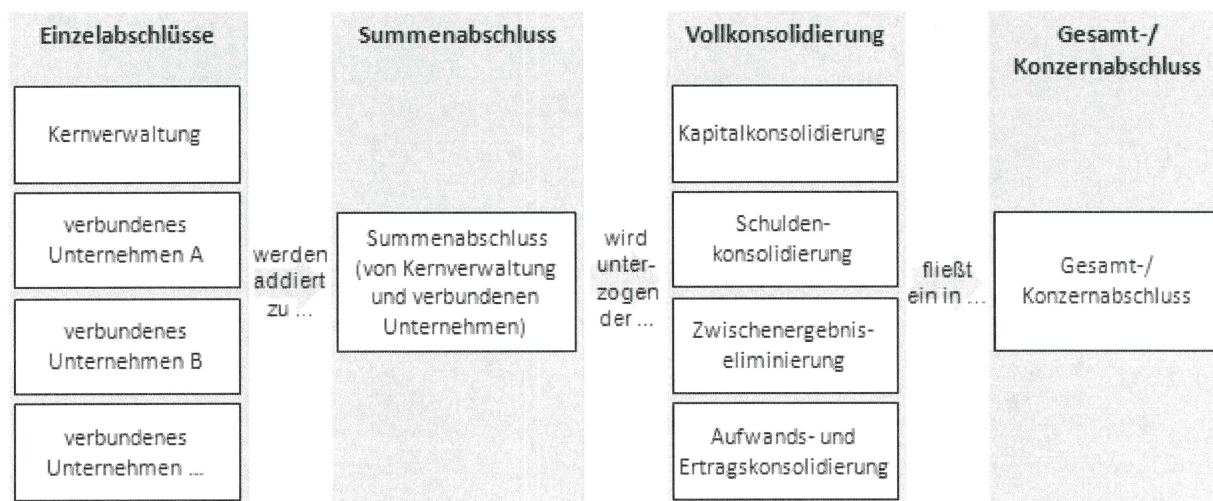 Einzelabschlüsse
Kernverwaltung
verbundenes
Unternehmen A
verbundenes
Unternehmen B
verbundenes
Unternehmen ...
werden
addiert
zu ...
Summenabschluss
Summenabschluss
(von Kernverwaltung
und verbundenen
Unternehmen)
wird
unter-
zogen
der ...
Vollkonsolidierung
Kapitalkonsolidierung
Schulden-
konsolidierung
Zwischenergebnis-
eliminierung
Aufwands- und
Ertragskonsolidierung
fließt
ein in ...
Gesamt-/
Konzernabschluss
Gesamt-/
Konzernabschluss